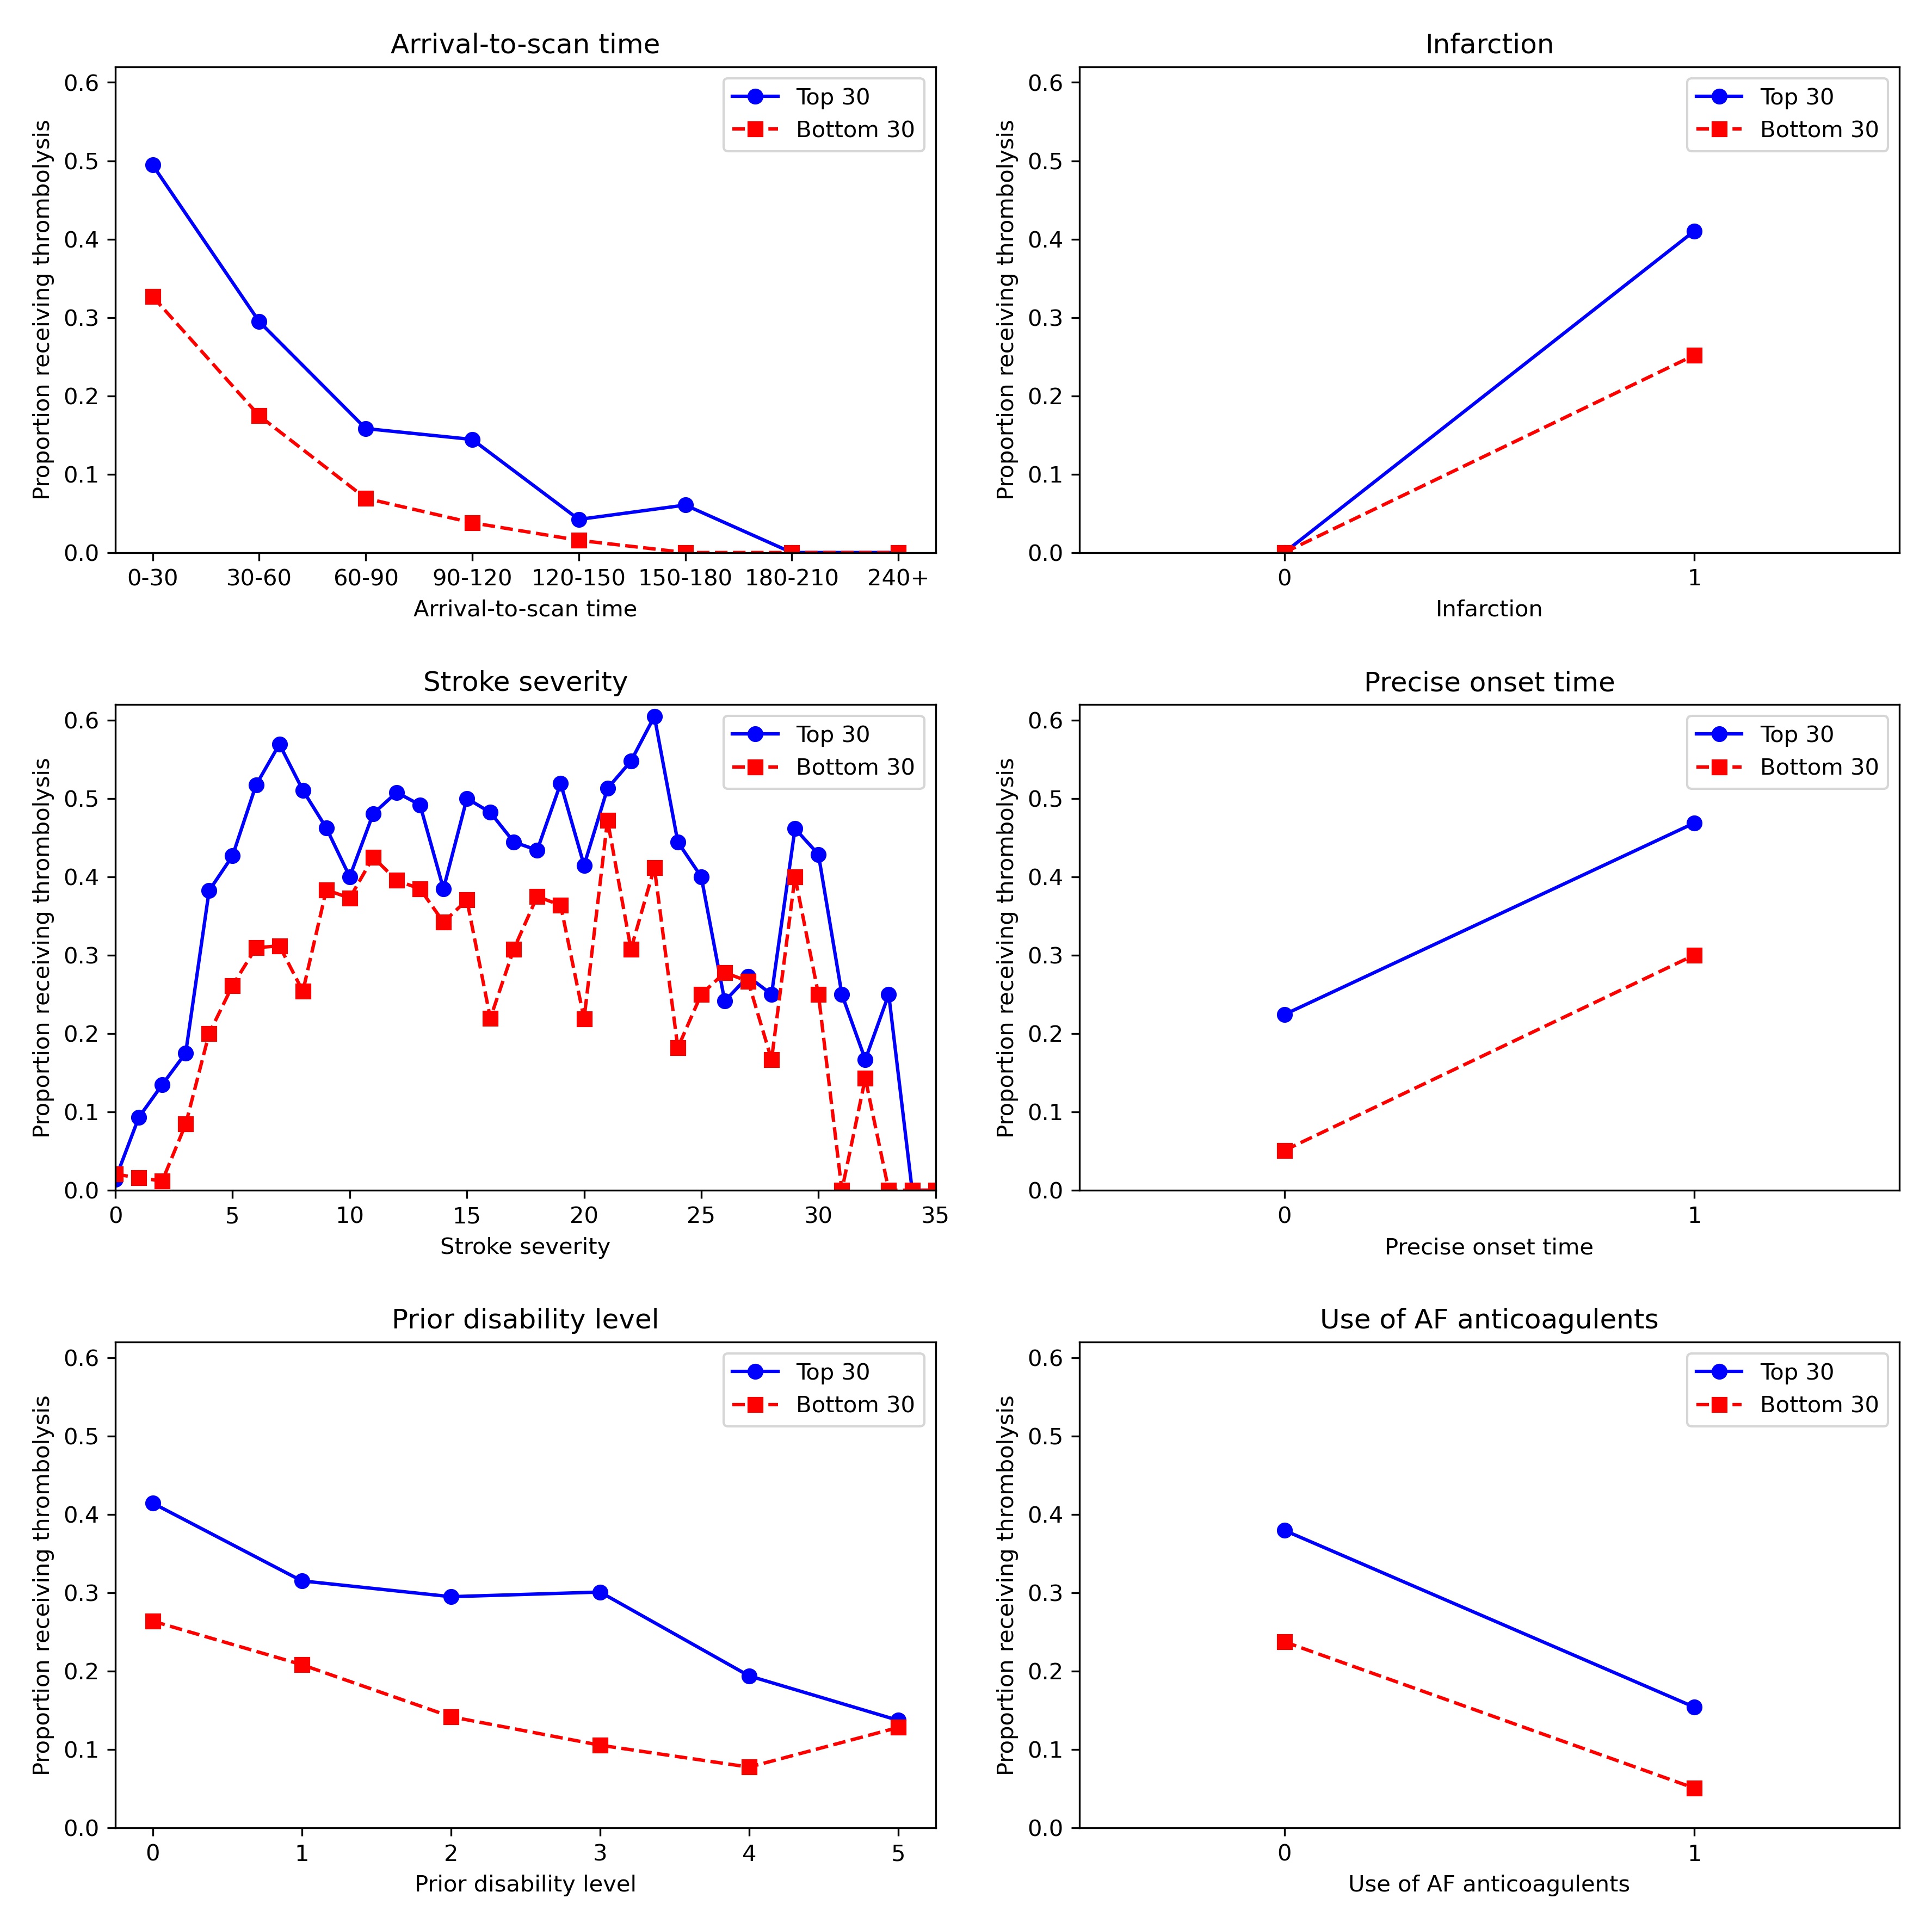 Arrival-to-scan time
Proportion receiving thrombolysis
0.6
0.5
0.4
0.3
0.2
0.1
0.0
Top 30
Bottom 30
0-30 30-60 60-90 90-120 120-150 150-180 180-210 240+
Arrival-to-scan time
Infarction
Proportion receiving thrombolysis
0.6
0.5
0.4
0.3
0.2
0.1
0.0
Top 30
Bottom 30
0 1
Infarction
Stroke severity
Proportion receiving thrombolysis
0.6
0.5
0.4
0.3
0.2
0.1
0.0
Top 30
Bottom 30
0 5 10 15 20 25 30 35
Stroke severity
Precise onset time
Proportion receiving thrombolysis
0.6
0.5
0.4
0.3
0.2
0.1
0.0
Top 30
Bottom 30
0 1
Precise onset time
Prior disability level
Proportion receiving thrombolysis
0.6
0.5
0.4
0.3
0.2
0.1
0.0
Top 30
Bottom 30
0 1 2 3 4 5
Prior disability level
Use of AF anticoagulents
Proportion receiving thrombolysis
0.6
0.5
0.4
0.3
0.2
0.1
0.0
Top 30
Bottom 30
0 1
Use of AF anticoagulents